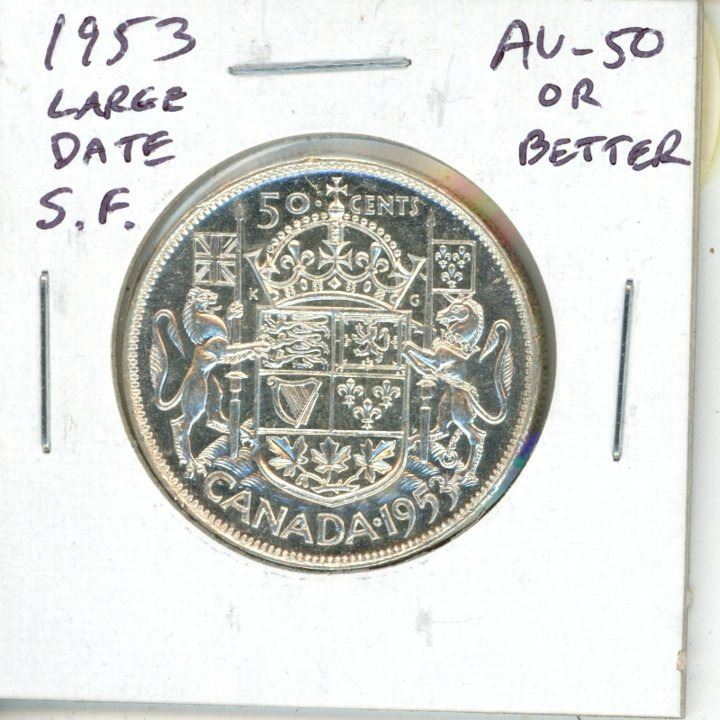 1953
LARGE
DATE
S.F.
AU-50
OR
BETTER
50·CENTS
K G
CANADA·1953